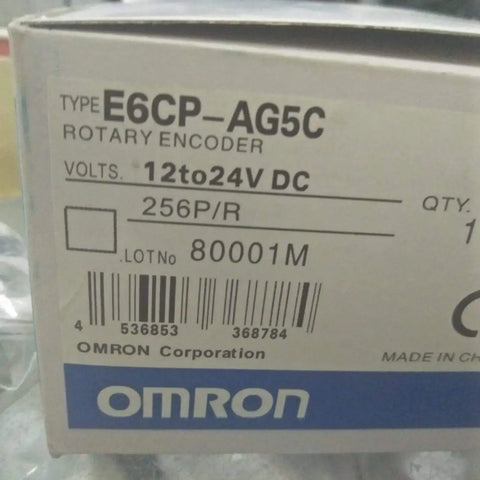 TYPE E6CP-AG5C
ROTARY ENCODER
VOLTS. 12to24V DC
256P/R
QTY.
1
.LOTNo 80001M
4 536853 368784
OMRON Corporation
MADE IN CH
OMRON